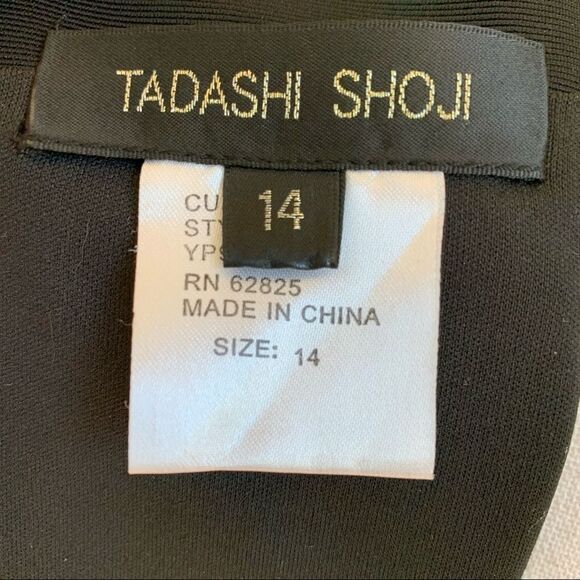 TADASHI SHOJI
14
RN 62825
MADE IN CHINA
SIZE: 14